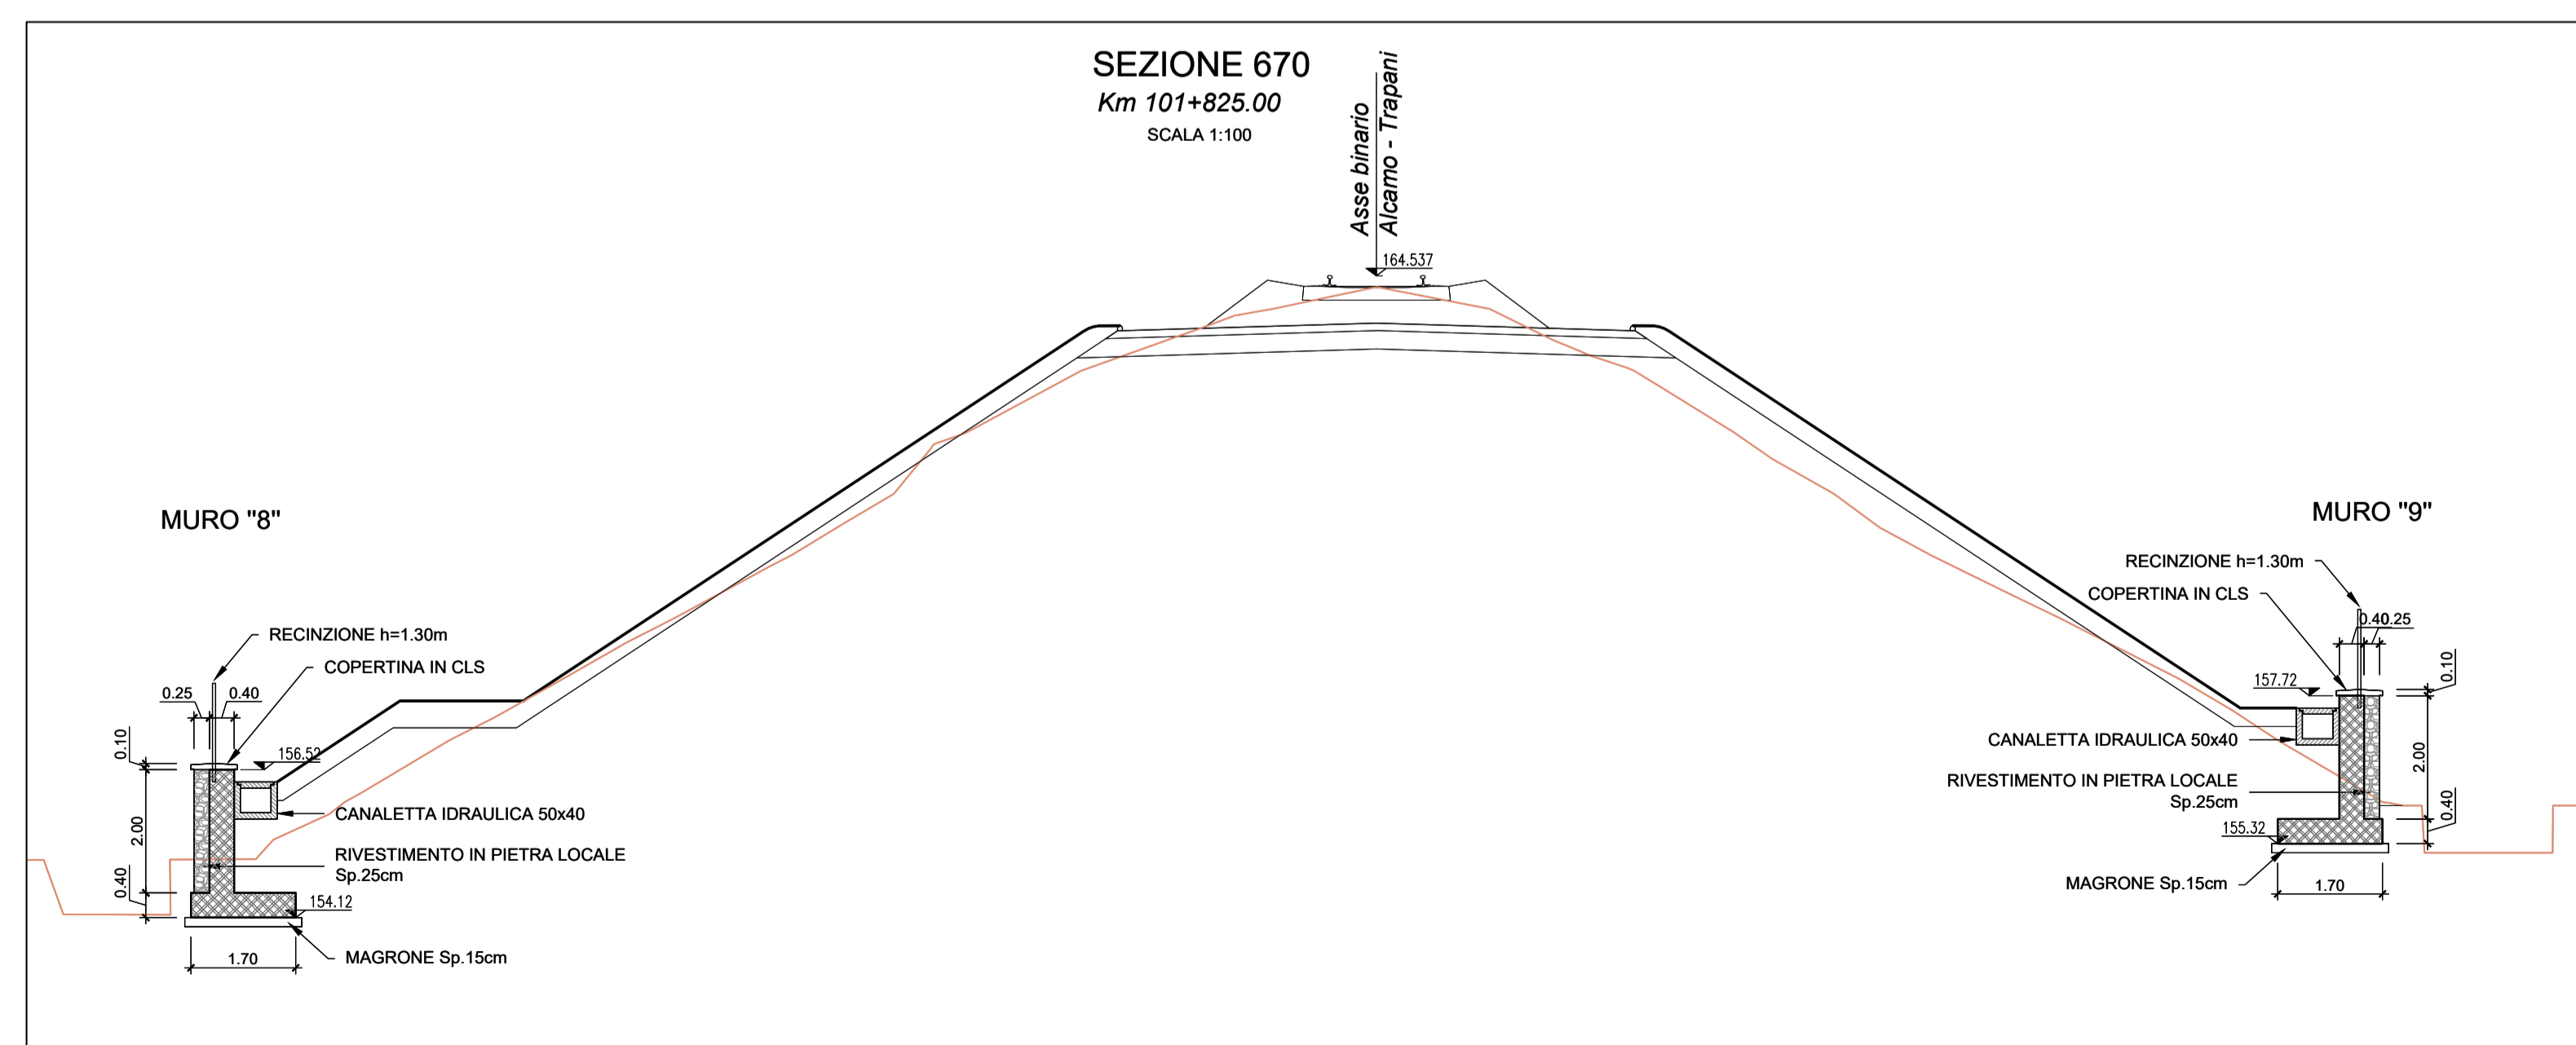 SEZIONE 670
Km 101+825.00
SCALA 1:100
Asse binario
Alcamo - Trapani
164.537
MURO "8"
RECINZIONE h=1.30m
COPERTINA IN CLS
0.25
0.40
0.10
156.52
2.00
CANALETTA IDRAULICA 50x40
RIVESTIMENTO IN PIETRA LOCALE
Sp.25cm
0.40
154.12
MAGRONE Sp.15cm
1.70
MURO "9"
RECINZIONE h=1.30m
COPERTINA IN CLS
0.40
0.25
0.10
157.72
CANALETTA IDRAULICA 50x40
2.00
RIVESTIMENTO IN PIETRA LOCALE
Sp.25cm
0.40
155.32
MAGRONE Sp.15cm
1.70